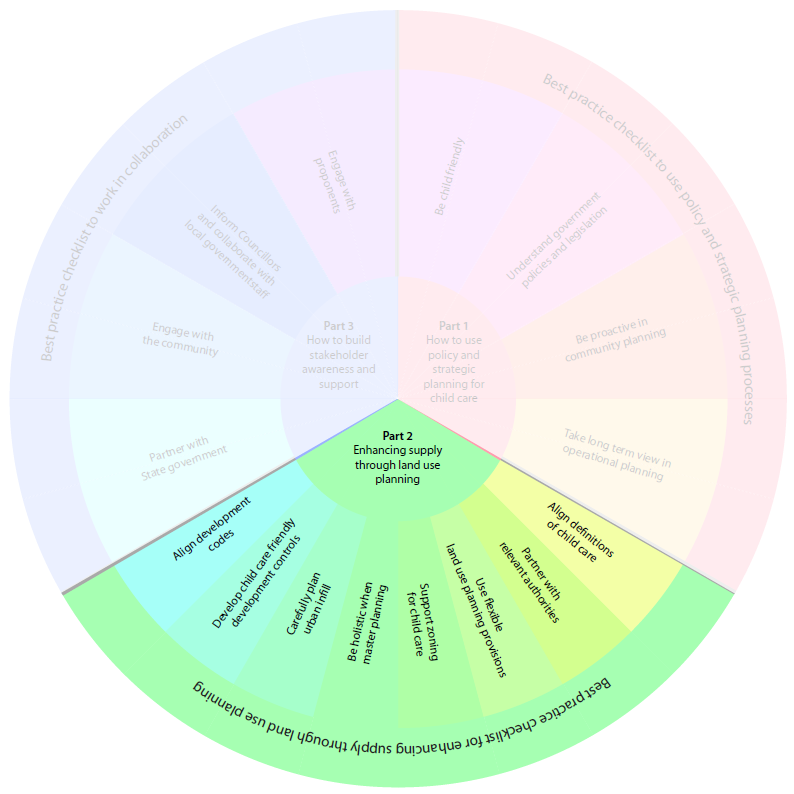 Best practice checklist to use policy and strategic planning processes
Part 1
How to use
policy and
strategic
planning for
child care
Be child friendly
Understand government
policies and legislation
Be proactive in
community planning
Take long term view in
operational planning
Best practice checklist for enhancing supply through land use planning
Part 2
Enhancing supply
through land use
planning
Align definitions
of child care
Partner with
relevant authorities
Use flexible
land use planning provisions
Support zoning
for child care
Be holistic when
master planning
Carefully plan
urban infill
Develop child care friendly
development controls
Align development
codes
Best practice checklist to work in collaboration
Part 3
How to build
stakeholder
awareness and
support
Partner with
State government
Engage with
the community
Inform Councillors
and collaborate with
local governmentstaff
Engage with
proponents